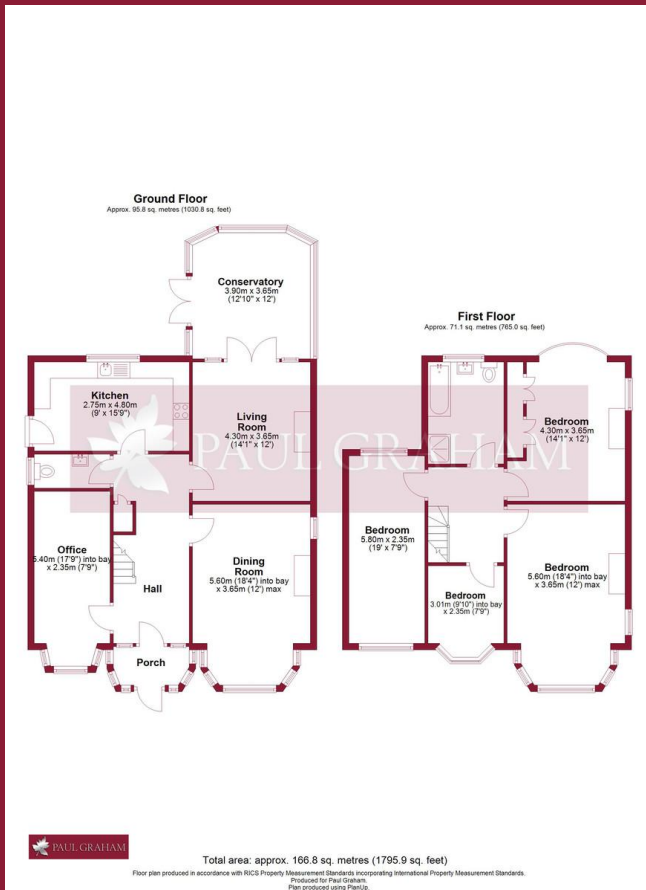 Ground Floor
Approx. 95.8 sq. metres (1030.8 sq. feet)
Conservatory
3.90m x 3.65m
(12'10" x 12')
First Floor
Approx. 71.1 sq. metres (765.0 sq. feet)
Kitchen
2.75m x 4.80m
(9' x 15'9")
Living
Room
4.30m x 3.65m
(14'1" x 12')
Bedroom
4.30m x 3.65m
(14'1" x 12')
PAUL GRAHAM
Office
5.40m (17'9") into bay
x 2.35m (7'9")
Hall
Dining
Room
5.60m (18'4") into bay
x 3.65m (12') max
Porch
Bedroom
5.80m x 2.35m
(19' x 7'9")
Bedroom
3.01m (9'10") into bay
x 2.35m (7'9")
Bedroom
5.60m (18'4") into bay
x 3.65m (12') max
PAUL GRAHAM
Total area: approx. 166.8 sq. metres (1795.9 sq. feet)
Floor plan produced in accordance with RICS Property Measurement Standards incorporating International Property Measurement Standards.
Produced for Paul Graham.
Plan produced using PlanUp.